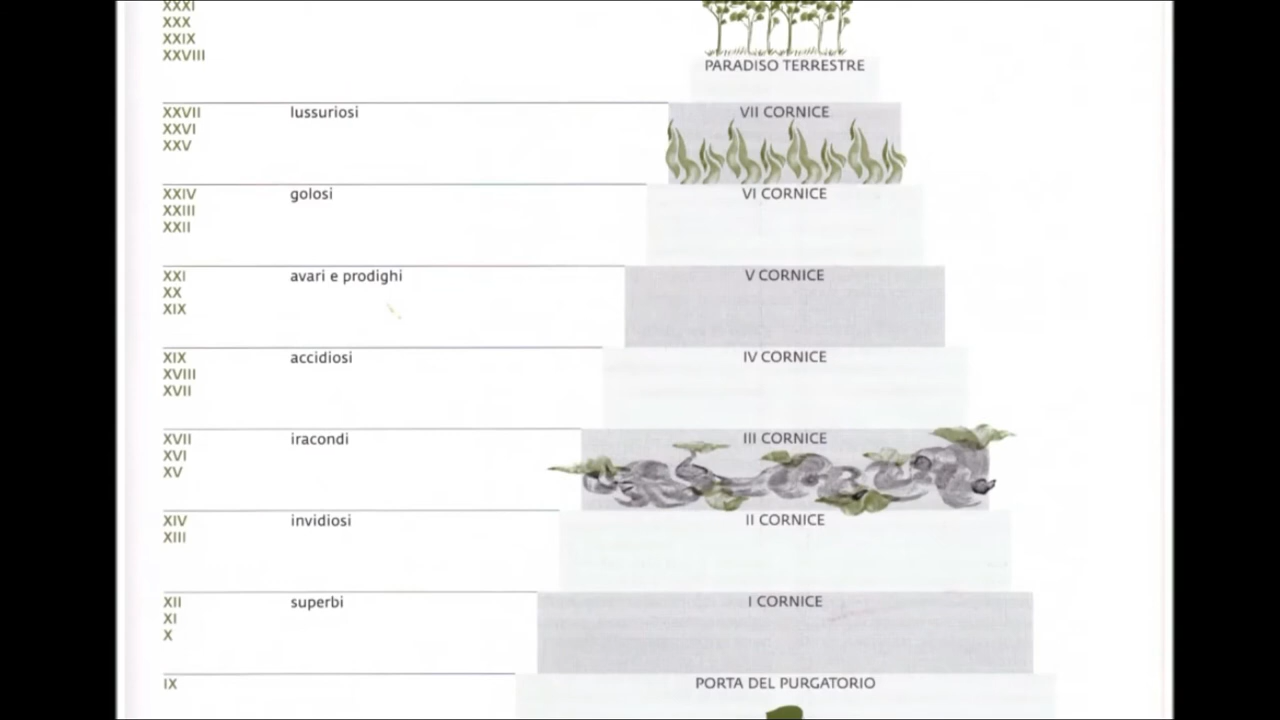 XXXI
XXX
XXIX
XXVIII
PARADISO TERRESTRE
XXVII lussuriosi VII CORNICE
XXVI
XXV
XXIV golosi VI CORNICE
XXIII
XXII
XXI avari e prodighi V CORNICE
XX
XIX
XIX accidiosi IV CORNICE
XVIII
XVII
XVII iracondi III CORNICE
XVI
XV
XIV invidiosi II CORNICE
XIII
XII superbi I CORNICE
XI
X
IX PORTA DEL PURGATORIO